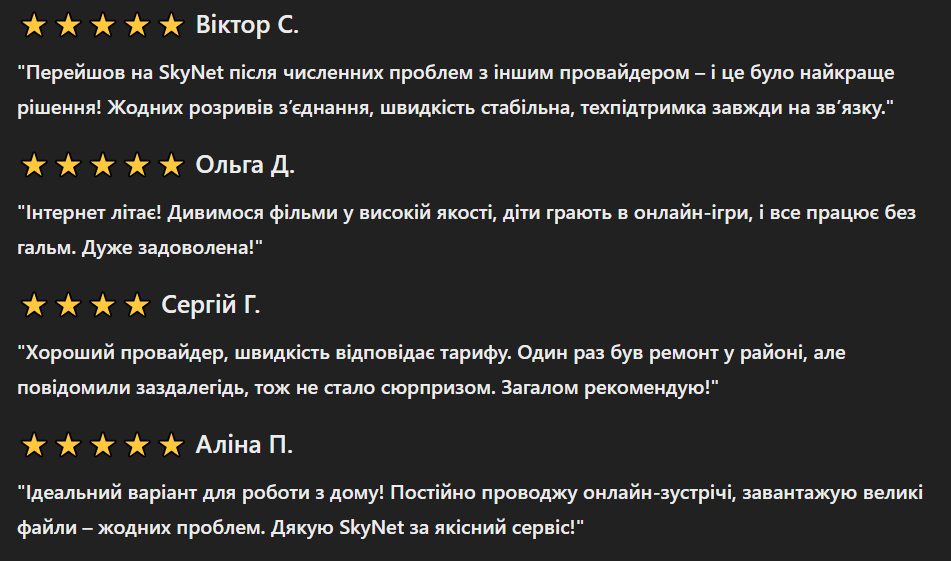 ⭐⭐⭐⭐⭐ Віктор С.
"Перейшов на SkyNet після численних проблем з іншим провайдером – і це було найкраще
рішення! Жодних розривів з’єднання, швидкість стабільна, техпідтримка завжди на зв’язку."
⭐⭐⭐⭐⭐ Ольга Д.
"Інтернет літає! Дивимося фільми у високій якості, діти грають в онлайн-ігри, і все працює без
гальм. Дуже задоволена!"
⭐⭐⭐⭐ Сергій Г.
"Хороший провайдер, швидкість відповідає тарифу. Один раз був ремонт у районі, але
повідомили заздалегідь, тож не стало сюрпризом. Загалом рекомендую!"
⭐⭐⭐⭐⭐ Аліна П.
"Ідеальний варіант для роботи з дому! Постійно проводжу онлайн-зустрічі, завантажую великі
файли – жодних проблем. Дякую SkyNet за якісний сервіс!"